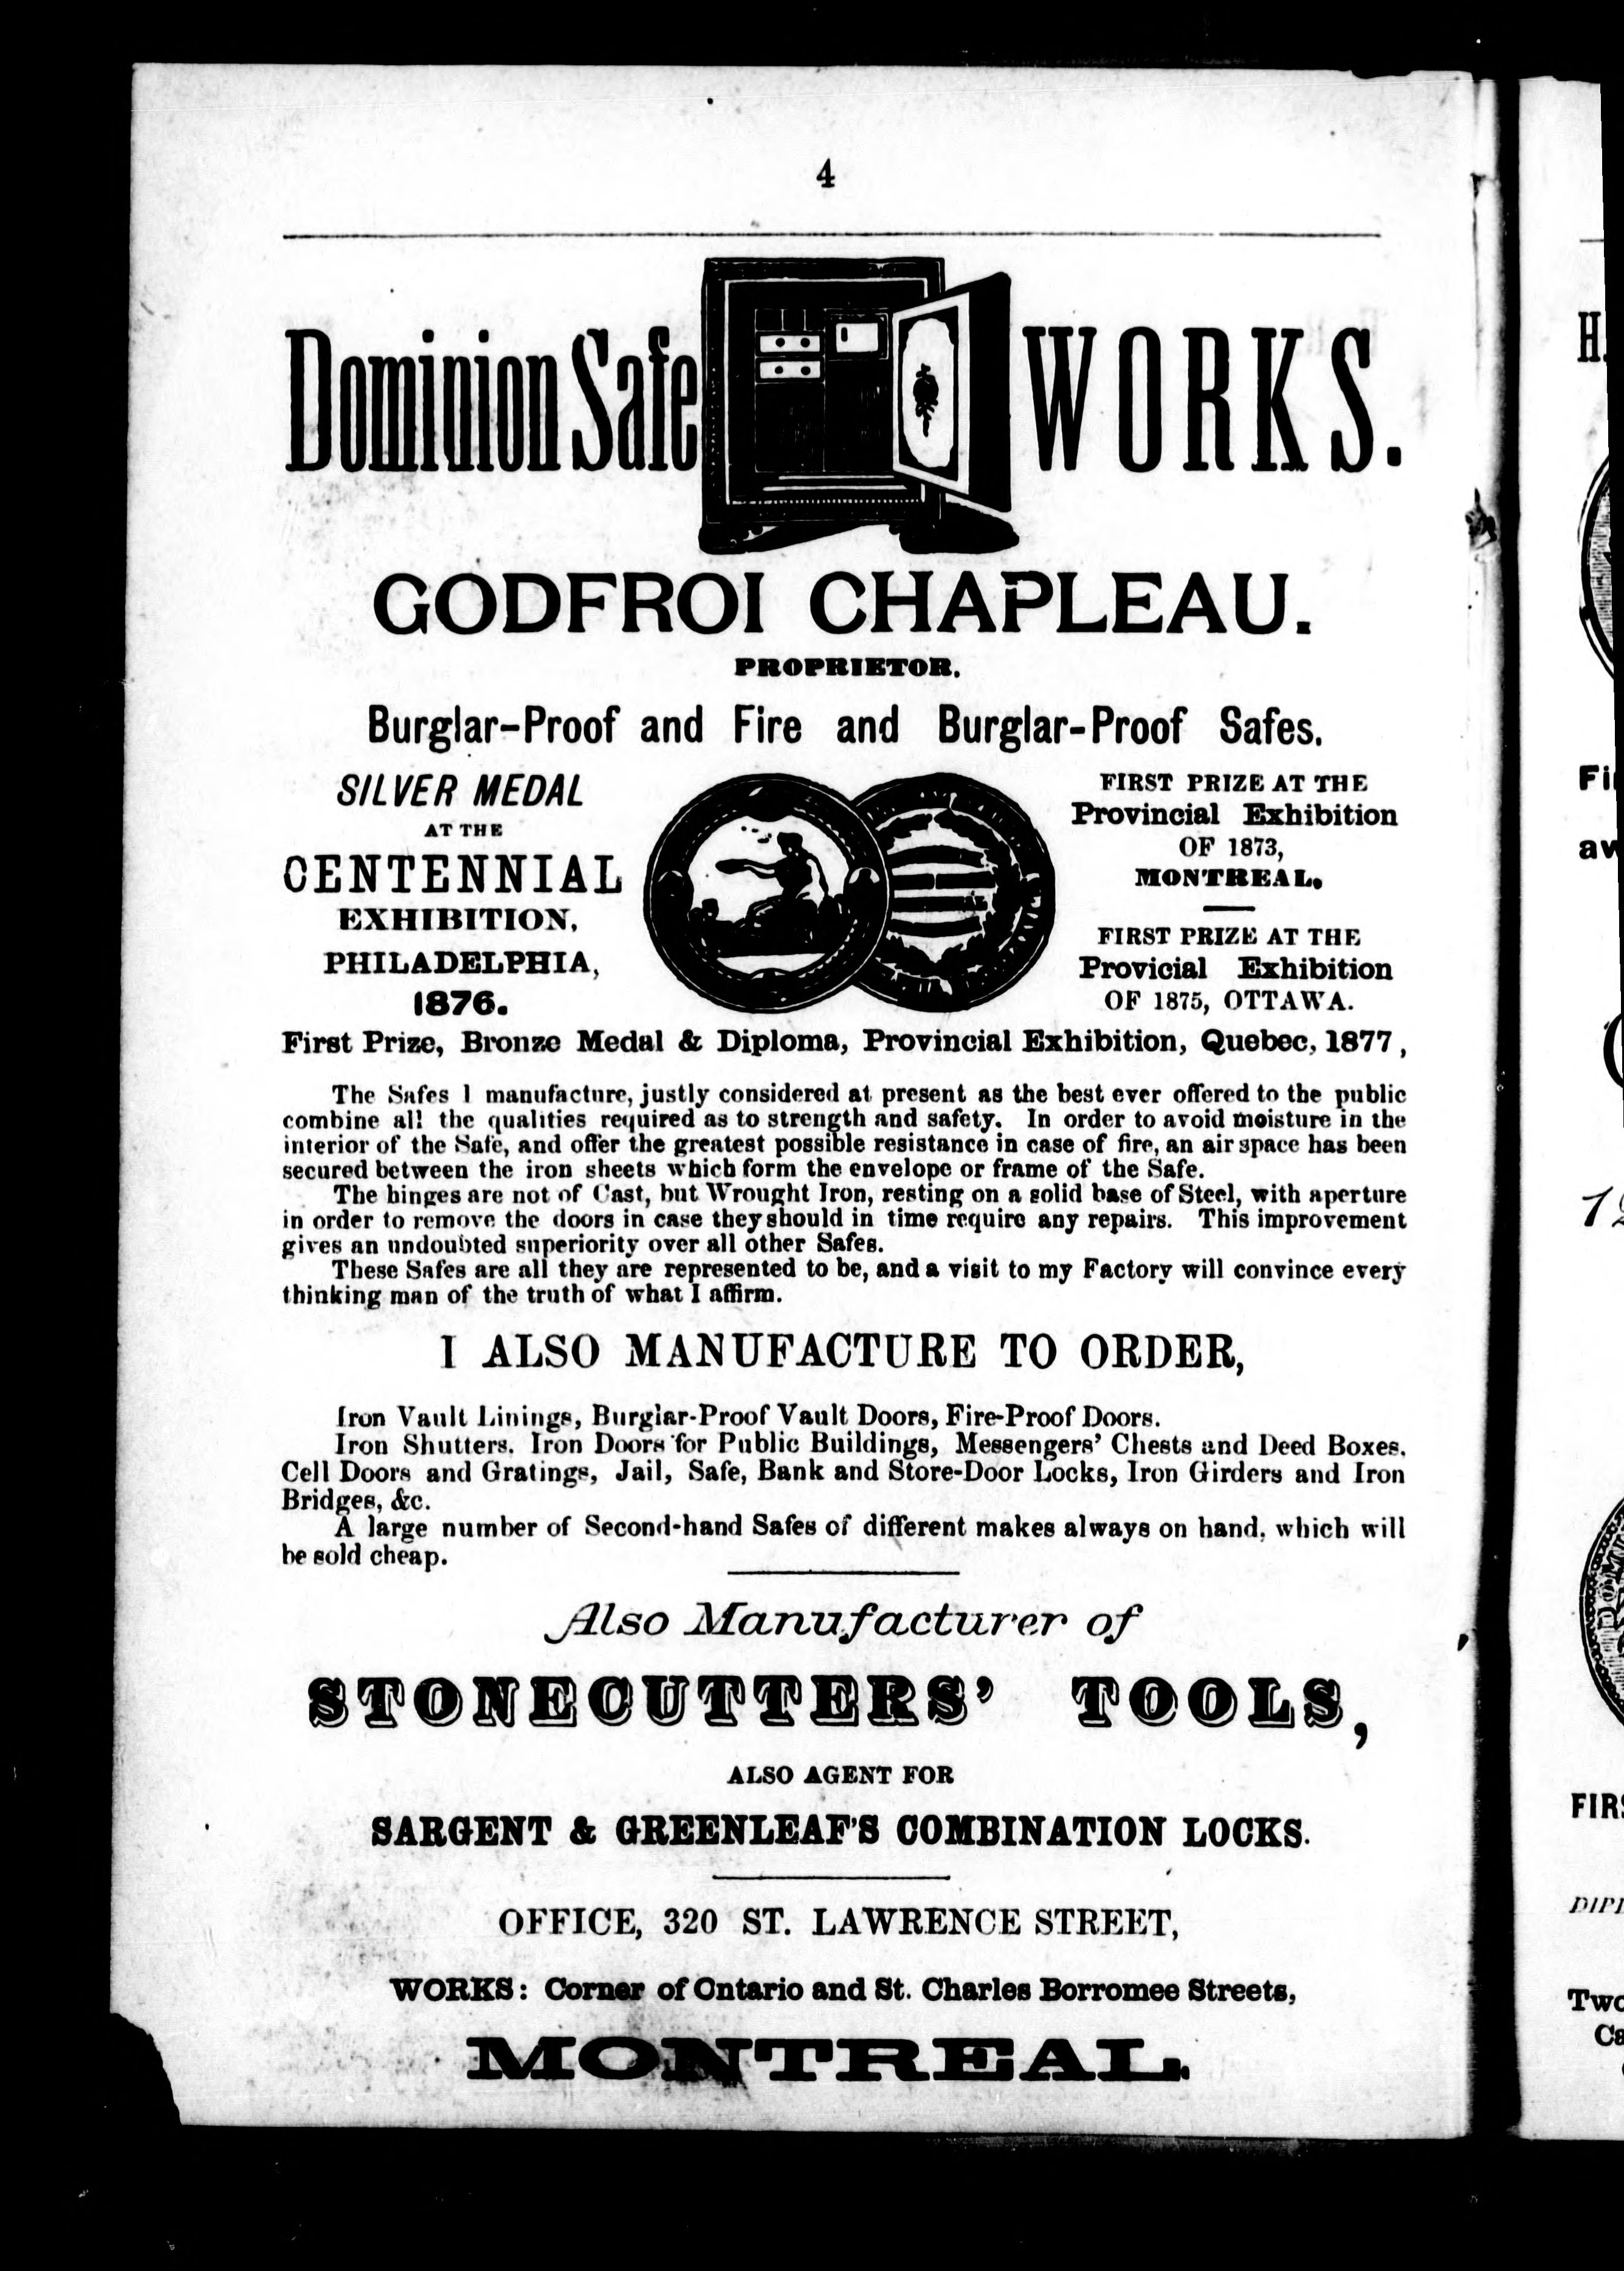 4
Dominion Safe WORKS.
GODFROI CHAPLEAU.
PROPRIETOR.
Burglar-Proof and Fire and Burglar-Proof Safes.
SILVER MEDAL
AT THE
CENTENNIAL
EXHIBITION,
PHILADELPHIA,
1876.
FIRST PRIZE AT THE
Provincial Exhibition
OF 1873,
MONTREAL.
FIRST PRIZE AT THE
Provicial Exhibition
OF 1875, OTTAWA.
First Prize, Bronze Medal & Diploma, Provincial Exhibition, Quebec, 1877,
The Safes I manufacture, justly considered at present as the best ever offered to the public
combine all the qualities required as to strength and safety. In order to avoid moisture in the
interior of the Safe, and offer the greatest possible resistance in case of fire, an air space has been
secured between the iron sheets which form the envelope or frame of the Safe.
The hinges are not of Cast, but Wrought Iron, resting on a solid base of Steel, with aperture
in order to remove the doors in case they should in time require any repairs. This improvement
gives an undoubted superiority over all other Safes.
These Safes are all they are represented to be, and a visit to my Factory will convince every
thinking man of the truth of what I affirm.
I ALSO MANUFACTURE TO ORDER,
Iron Vault Linings, Burglar-Proof Vault Doors, Fire-Proof Doors.
Iron Shutters. Iron Doors for Public Buildings, Messengers' Chests and Deed Boxes.
Cell Doors and Gratings, Jail, Safe, Bank and Store-Door Locks, Iron Girders and Iron
Bridges, &c.
A large number of Second-hand Safes of different makes always on hand, which will
be sold cheap.
Also Manufacturer of
STONECUTTERS' TOOLS,
ALSO AGENT FOR
SARGENT & GREENLEAF'S COMBINATION LOCKS.
OFFICE, 320 ST. LAWRENCE STREET,
WORKS: Corner of Ontario and St. Charles Borromee Streets,
MONTREAL.
H.
Fi
aw
FIRS
DIPL
Two
Ca